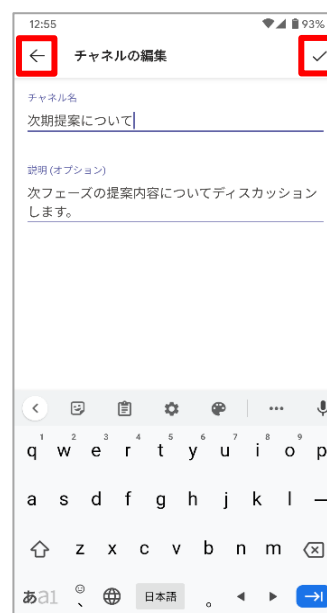 12:55 93%
チャネルの編集
チャネル名
次期提案について
説明 (オプション)
次フェーズの提案内容についてディスカッション
します。
1 2 3 4 5 6 7 8 9
q w e r t y u i o p
a s d f g h j k l ー
z x c v b n m
あa1 、 日本語 。